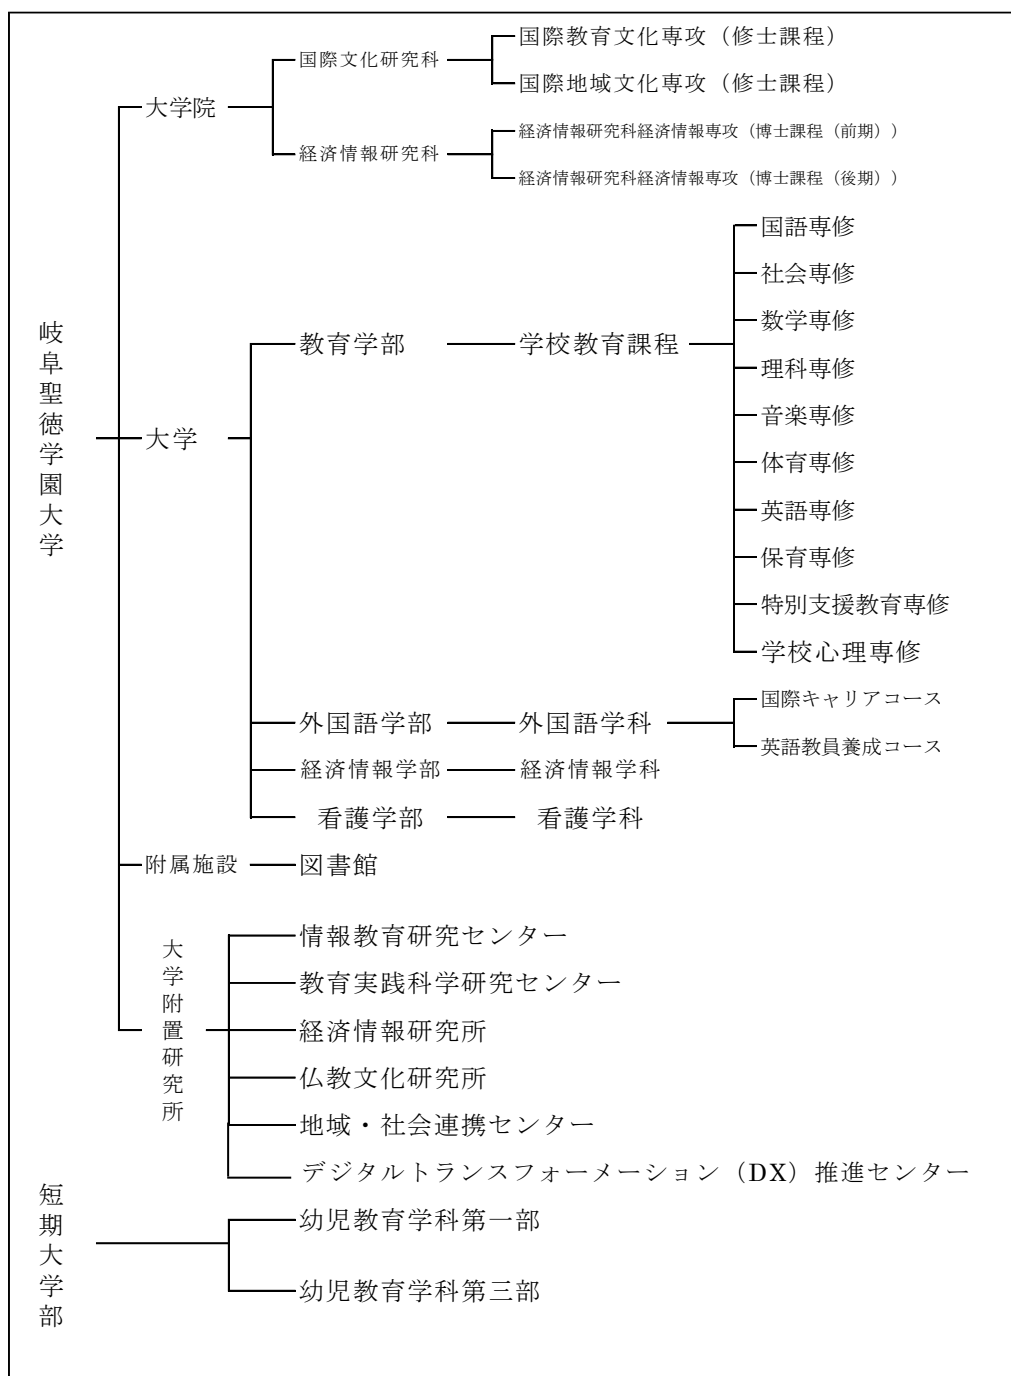 岐阜聖徳学園大学
大学院
国際文化研究科
国際教育文化専攻（修士課程）
国際地域文化専攻（修士課程）
経済情報研究科
経済情報研究科経済情報専攻（博士課程（前期））
経済情報研究科経済情報専攻（博士課程（後期））
大学
教育学部
学校教育課程
国語専修
社会専修
数学専修
理科専修
音楽専修
体育専修
英語専修
保育専修
特別支援教育専修
学校心理専修
外国語学部
外国語学科
国際キャリアコース
英語教員養成コース
経済情報学部
経済情報学科
看護学部
看護学科
附属施設
図書館
大学附置研究所
情報教育研究センター
教育実践科学研究センター
経済情報研究所
仏教文化研究所
地域・社会連携センター
デジタルトランスフォーメーション（DX）推進センター
短期大学部
幼児教育学科第一部
幼児教育学科第三部